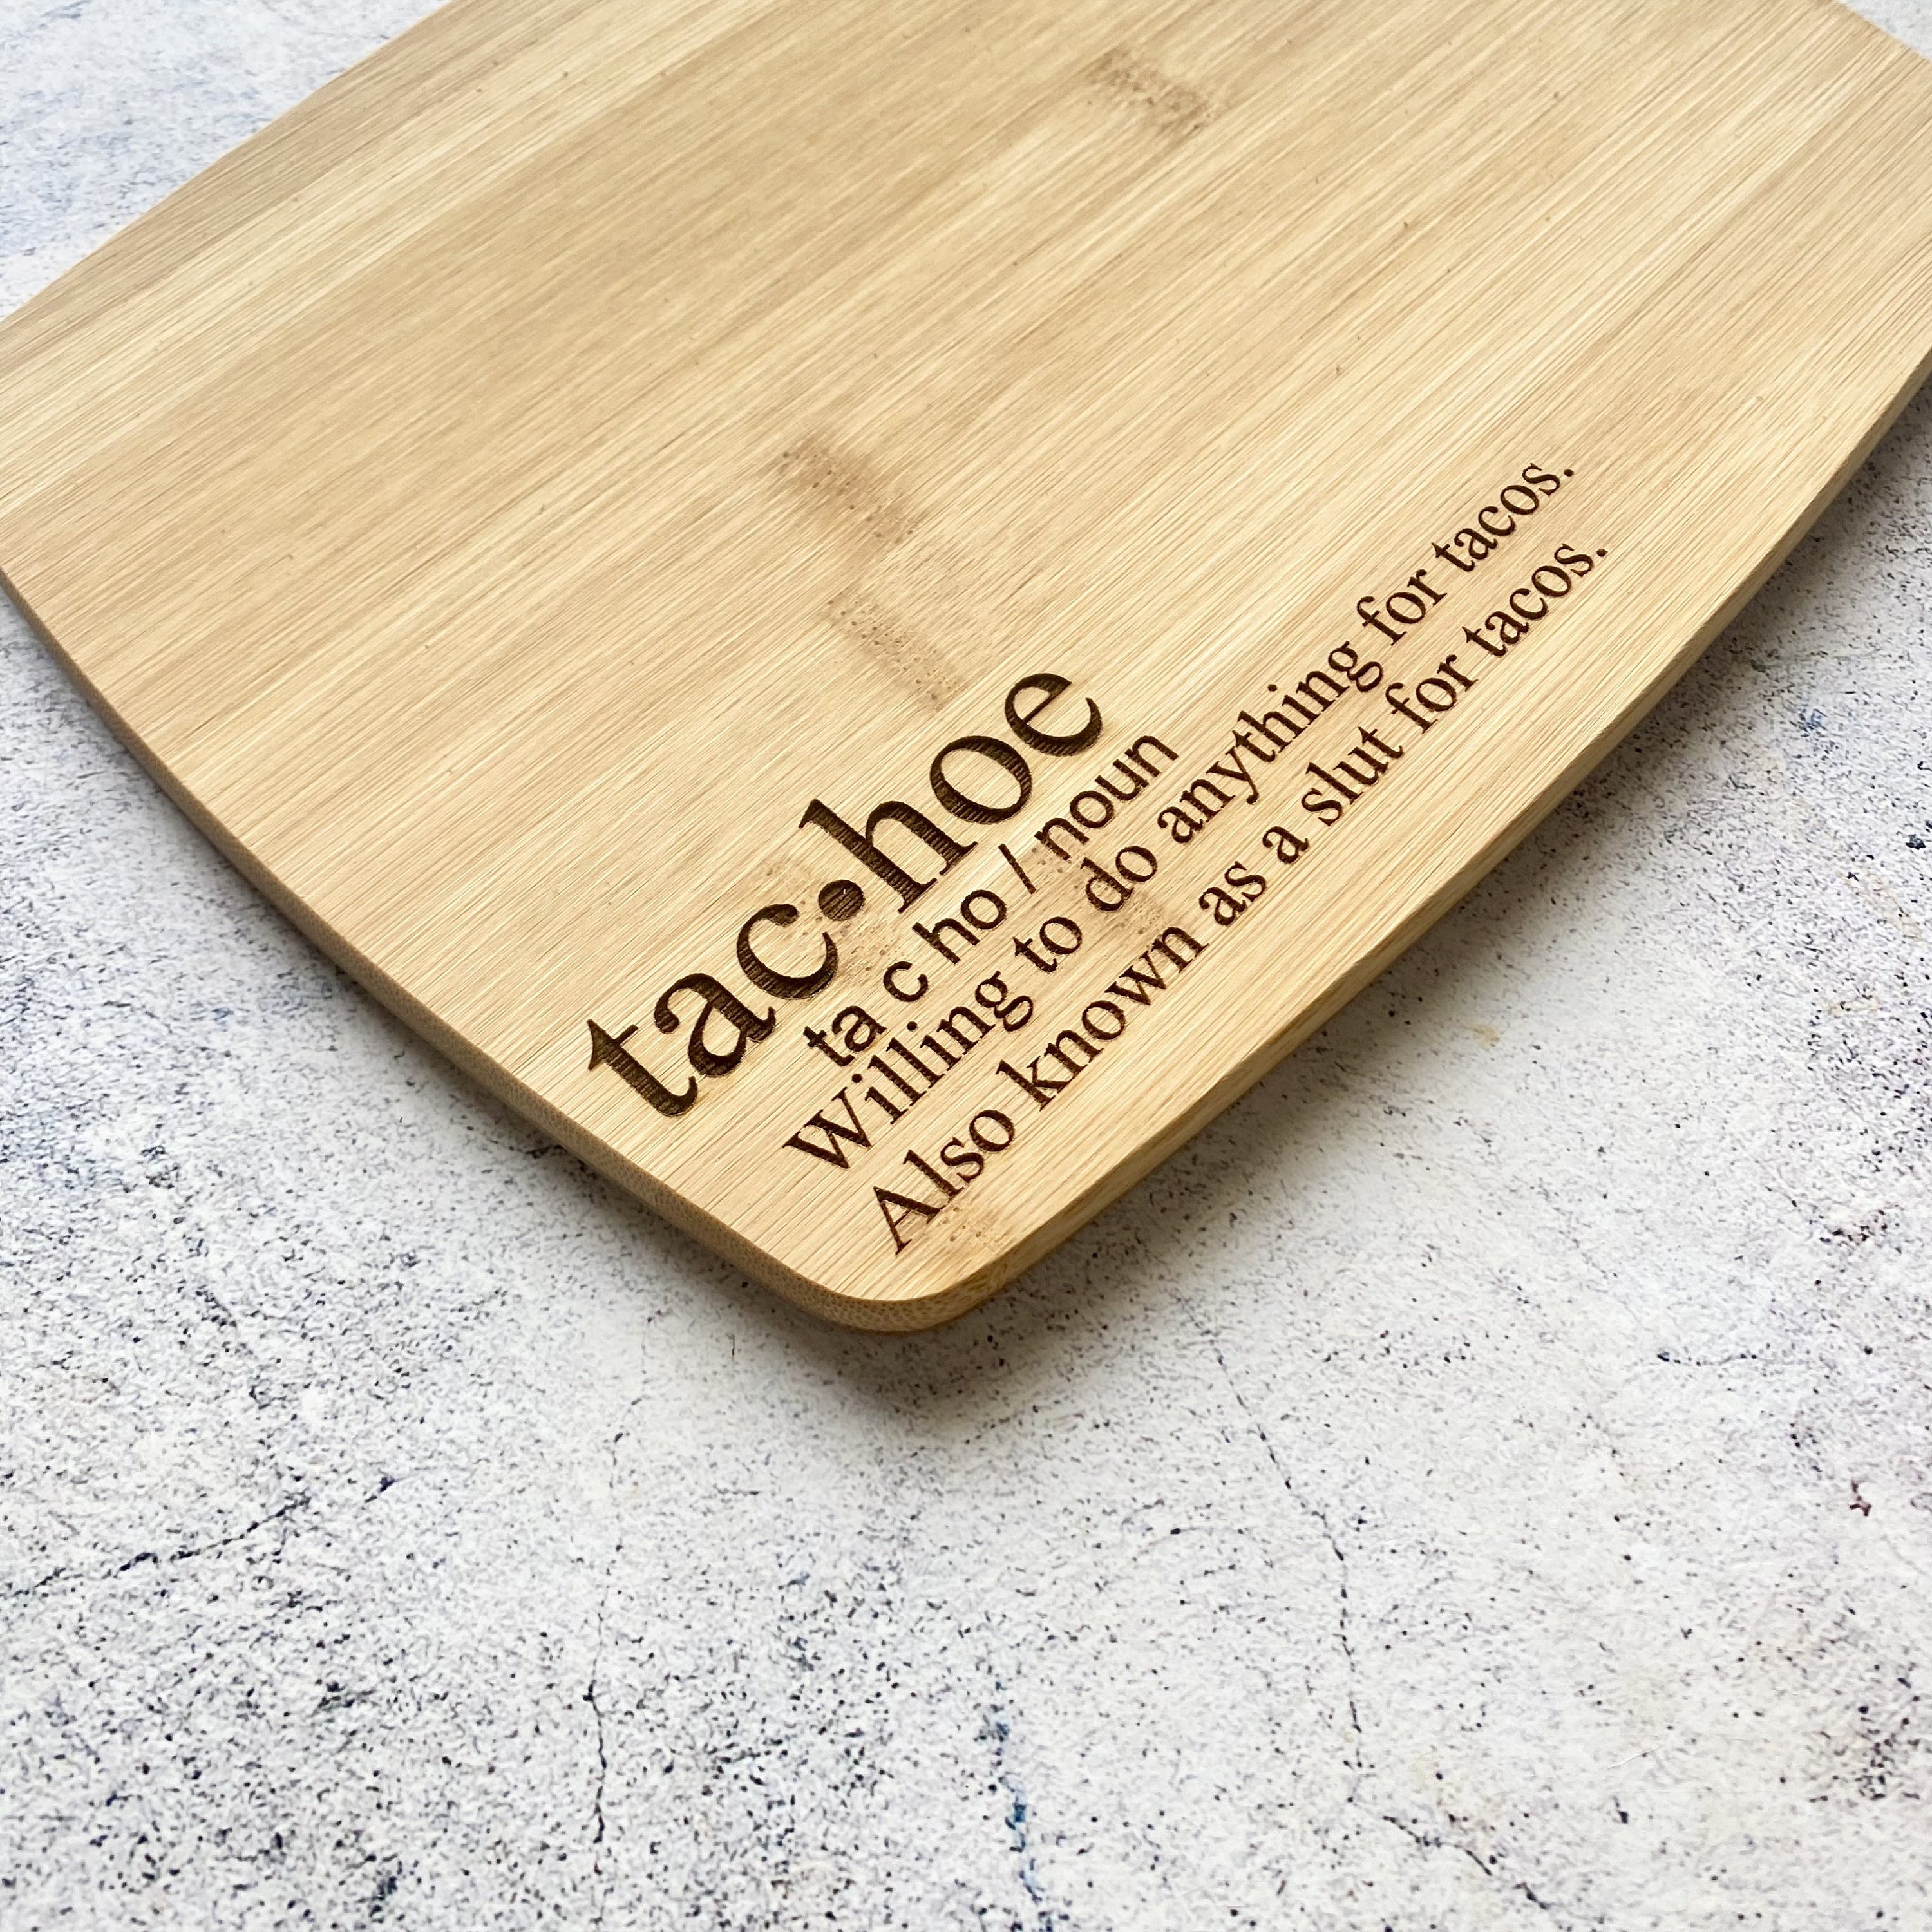 tac•hoe
ta c ho / noun
Willing to do anything for tacos.
Also known as a slut for tacos.